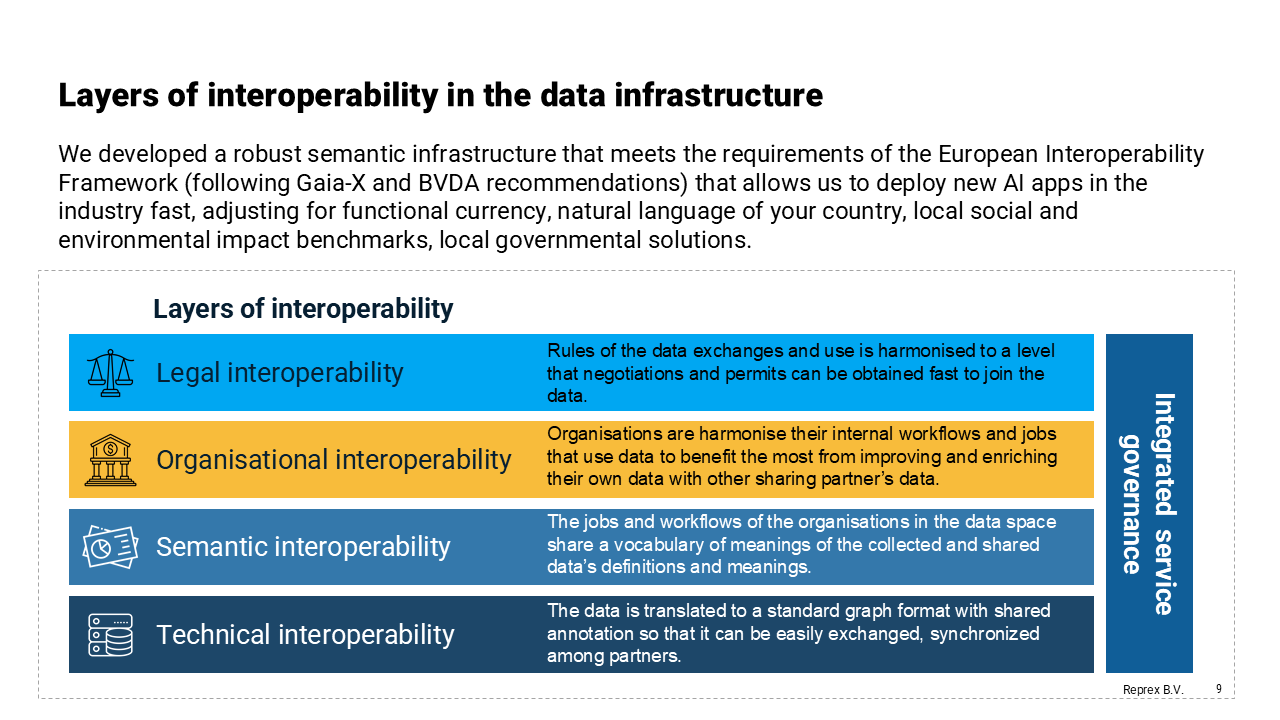 Layers of interoperability in the data infrastructure
We developed a robust semantic infrastructure that meets the requirements of the European Interoperability
Framework (following Gaia-X and BVDA recommendations) that allows us to deploy new AI apps in the
industry fast, adjusting for functional currency, natural language of your country, local social and
environmental impact benchmarks, local governmental solutions.
Layers of interoperability
Legal interoperability
Rules of the data exchanges and use is harmonised to a level
that negotiations and permits can be obtained fast to join the
data.
Organisational interoperability
Organisations are harmonise their internal workflows and jobs
that use data to benefit the most from improving and enriching
their own data with other sharing partner’s data.
Semantic interoperability
The jobs and workflows of the organisations in the data space
share a vocabulary of meanings of the collected and shared
data’s definitions and meanings.
Technical interoperability
The data is translated to a standard graph format with shared
annotation so that it can be easily exchanged, synchronized
among partners.
Integrated service
governance
Reprex B.V.
9